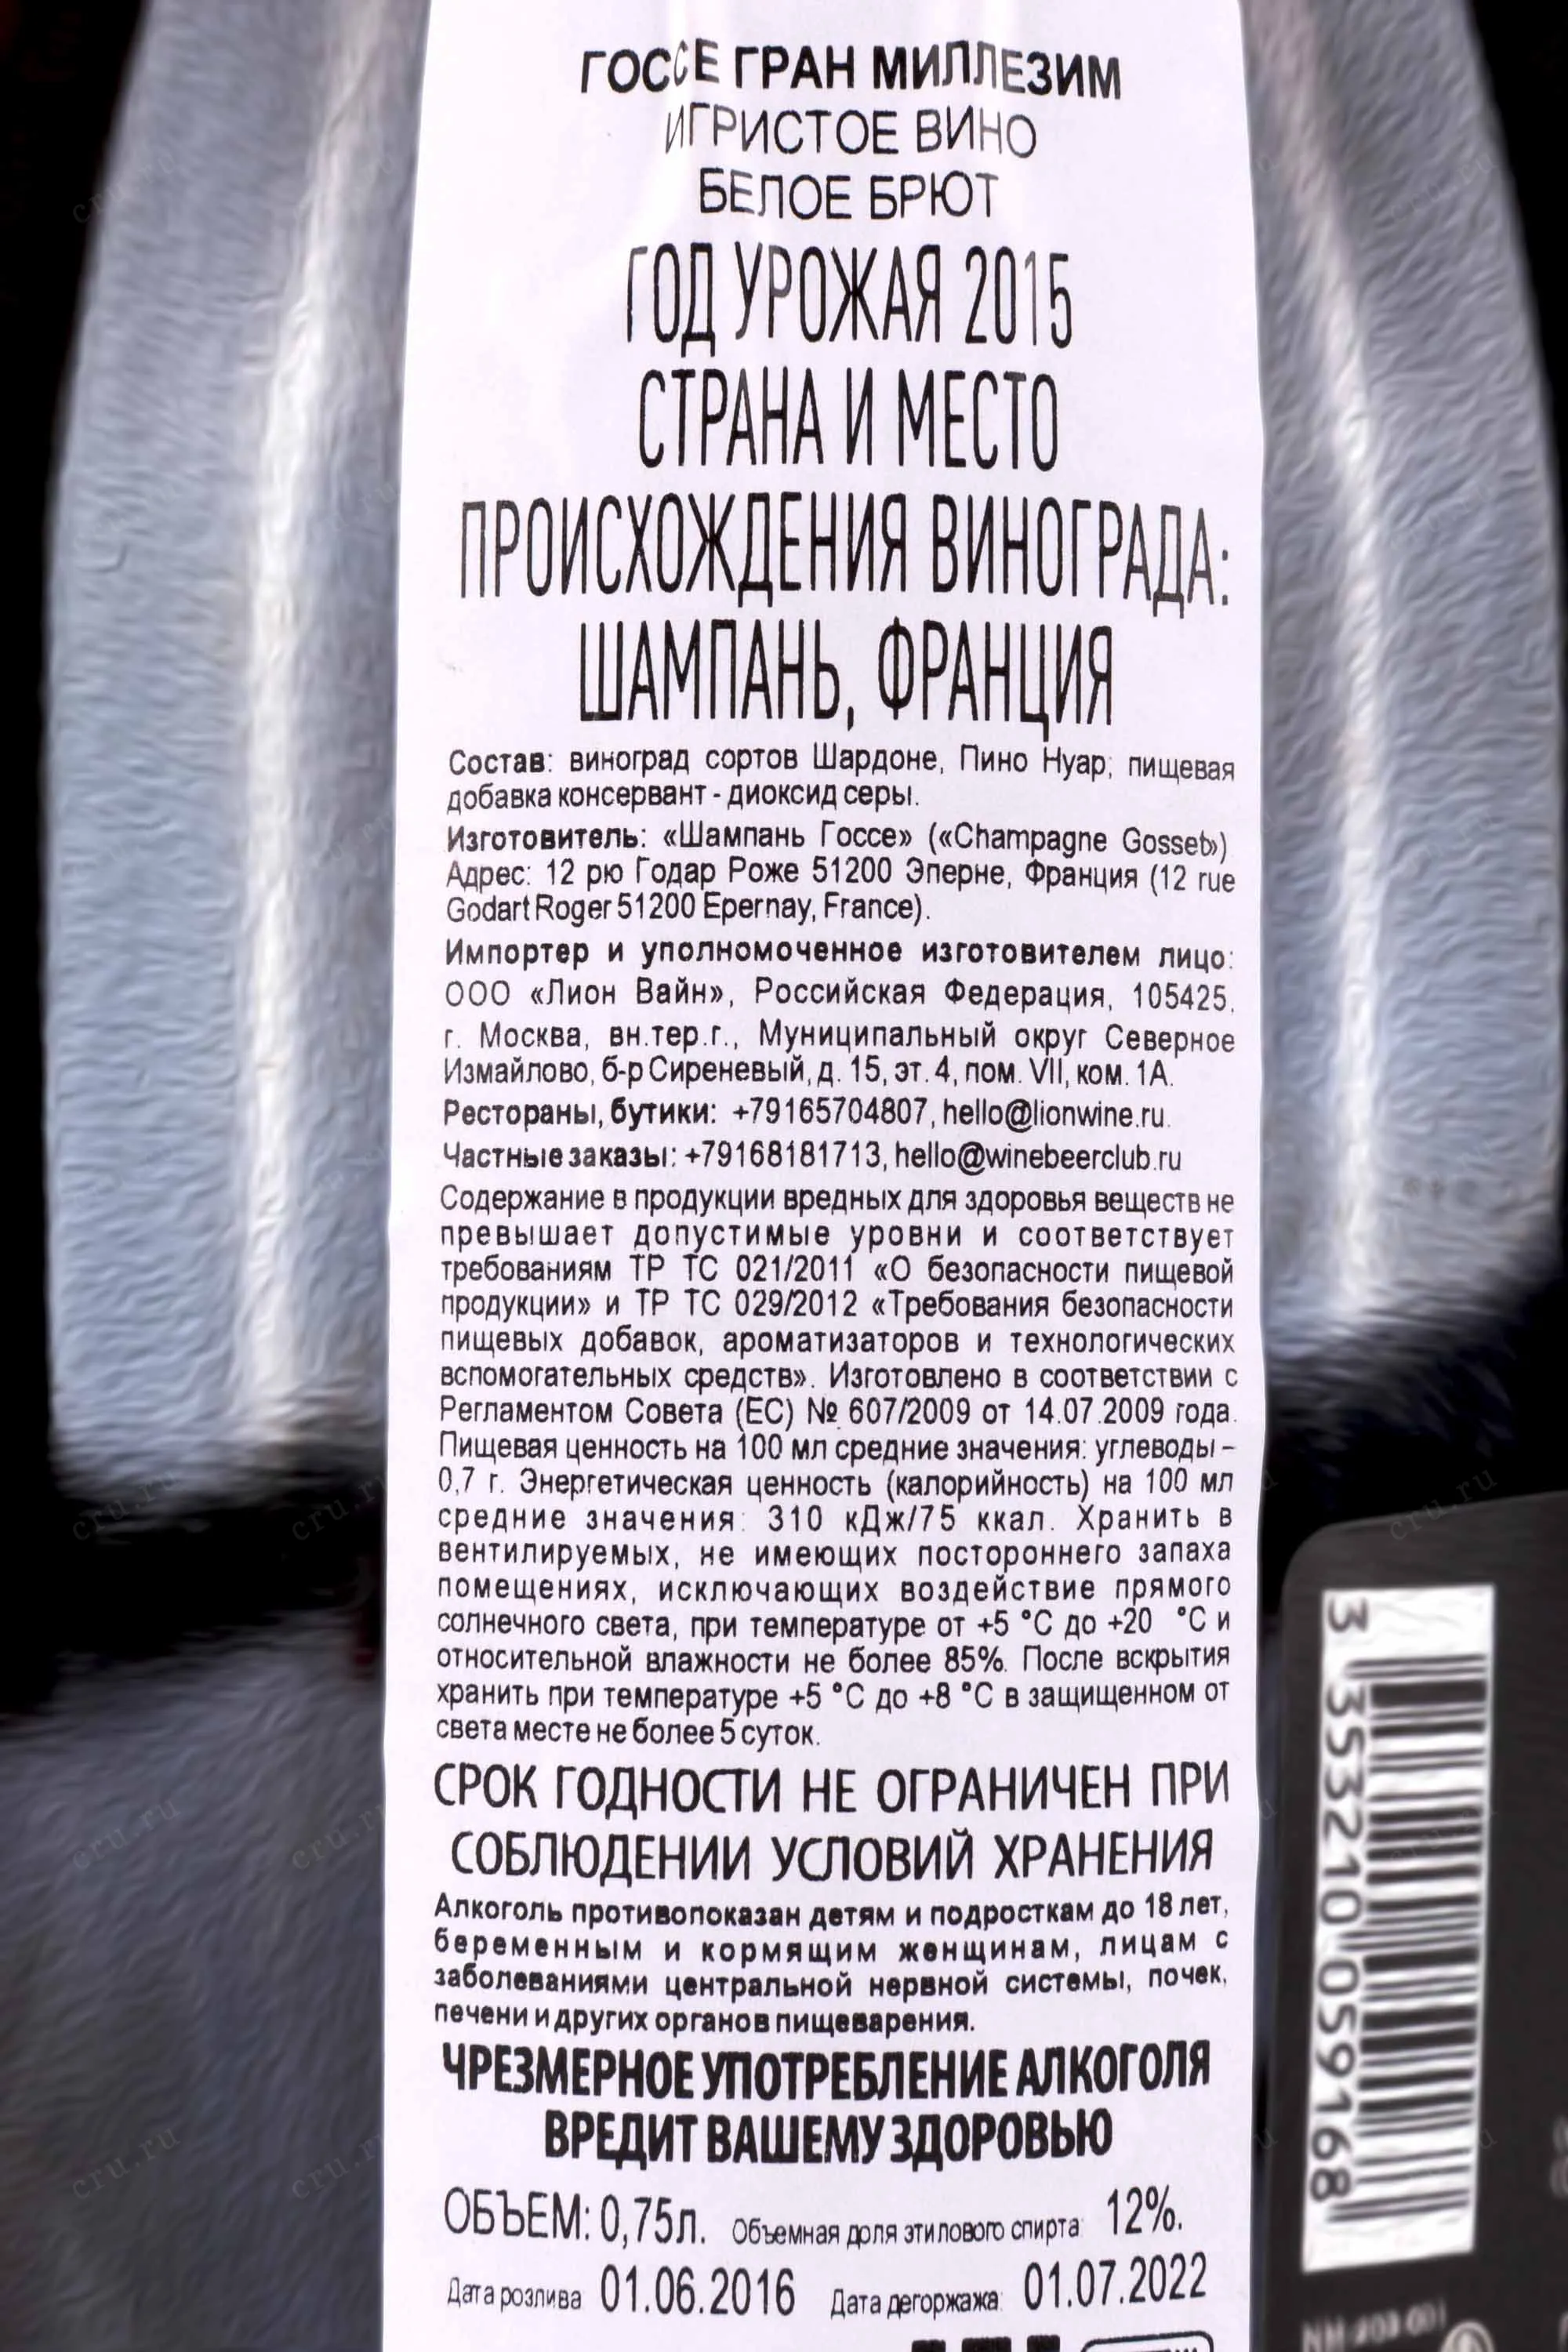 ГОССЕ ГРАН МИЛЛЕЗИМ
ИГРИСТОЕ ВИНО
БЕЛОЕ БРЮТ
ГОД УРОЖАЯ 2015
СТРАНА И МЕСТО
ПРОИСХОЖДЕНИЯ ВИНОГРАДА:
ШАМПАНЬ, ФРАНЦИЯ
Состав: виноград сортов Шардоне, Пино Нуар; пищевая
добавка консервант - диоксид серы.
Изготовитель: «Шампань Госсе» («Champagne Gosset»)
Адрес: 12 рю Годар Роже 51200 Эперне, Франция (12 rue
Godart Roger 51200 Epernay, France).
Импортер и уполномоченное изготовителем лицо:
ООО «Лион Вайн», Российская Федерация, 105425,
г. Москва, вн.тер.г., Муниципальный округ Северное
Измайлово, б-р Сиреневый, д. 15, эт. 4, пом. VII, ком. 1А.
Рестораны, бутики: +79165704807, hello@lionwine.ru.
Частные заказы: +79168181713, hello@winebeerclub.ru
Содержание в продукции вредных для здоровья веществ не
превышает допустимые уровни и соответствует
требованиям ТР ТС 021/2011 «О безопасности пищевой
продукции» и ТР ТС 029/2012 «Требования безопасности
пищевых добавок, ароматизаторов и технологических
вспомогательных средств». Изготовлено в соответствии с
Регламентом Совета (ЕС) № 607/2009 от 14.07.2009 года.
Пищевая ценность на 100 мл средние значения: углеводы –
0,7 г. Энергетическая ценность (калорийность) на 100 мл
средние значения: 310 кДж/75 ккал. Хранить в
вентилируемых, не имеющих постороннего запаха
помещениях, исключающих воздействие прямого
солнечного света, при температуре от +5 °С до +20 °С и
относительной влажности не более 85%. После вскрытия
хранить при температуре +5 °С до +8 °С в защищенном от
света месте не более 5 суток.
СРОК ГОДНОСТИ НЕ ОГРАНИЧЕН ПРИ
СОБЛЮДЕНИИ УСЛОВИЙ ХРАНЕНИЯ
Алкоголь противопоказан детям и подросткам до 18 лет,
беременным и кормящим женщинам, лицам с
заболеваниями центральной нервной системы, почек,
печени и других органов пищеварения.
ЧРЕЗМЕРНОЕ УПОТРЕБЛЕНИЕ АЛКОГОЛЯ
ВРЕДИТ ВАШЕМУ ЗДОРОВЬЮ
ОБЪЕМ: 0,75л. Объемная доля этилового спирта: 12%.
Дата розлива: 01.06.2016 Дата дегоржажа: 01.07.2022
3 353210 059168
cru.ru